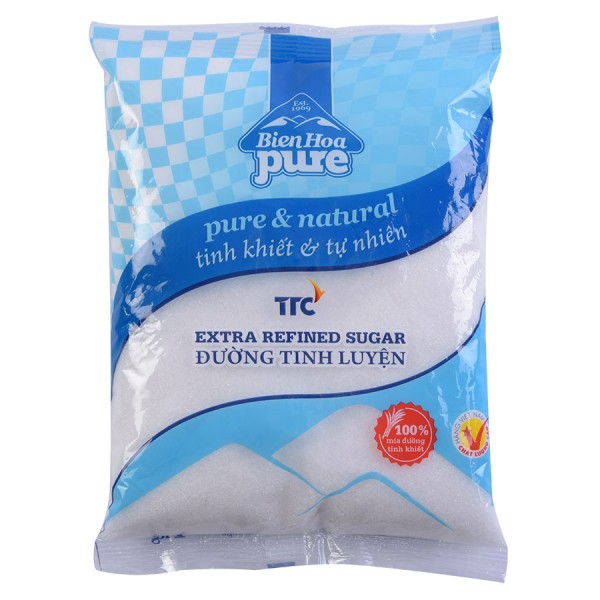 Est.
1969
Bien Hoa
pure
pure & natural
tinh khiết & tự nhiên
TTC
EXTRA REFINED SUGAR
ĐƯỜNG TINH LUYỆN
100%
mía đường
tinh khiết
HÀNG VIỆT NAM
CHẤT LƯỢNG